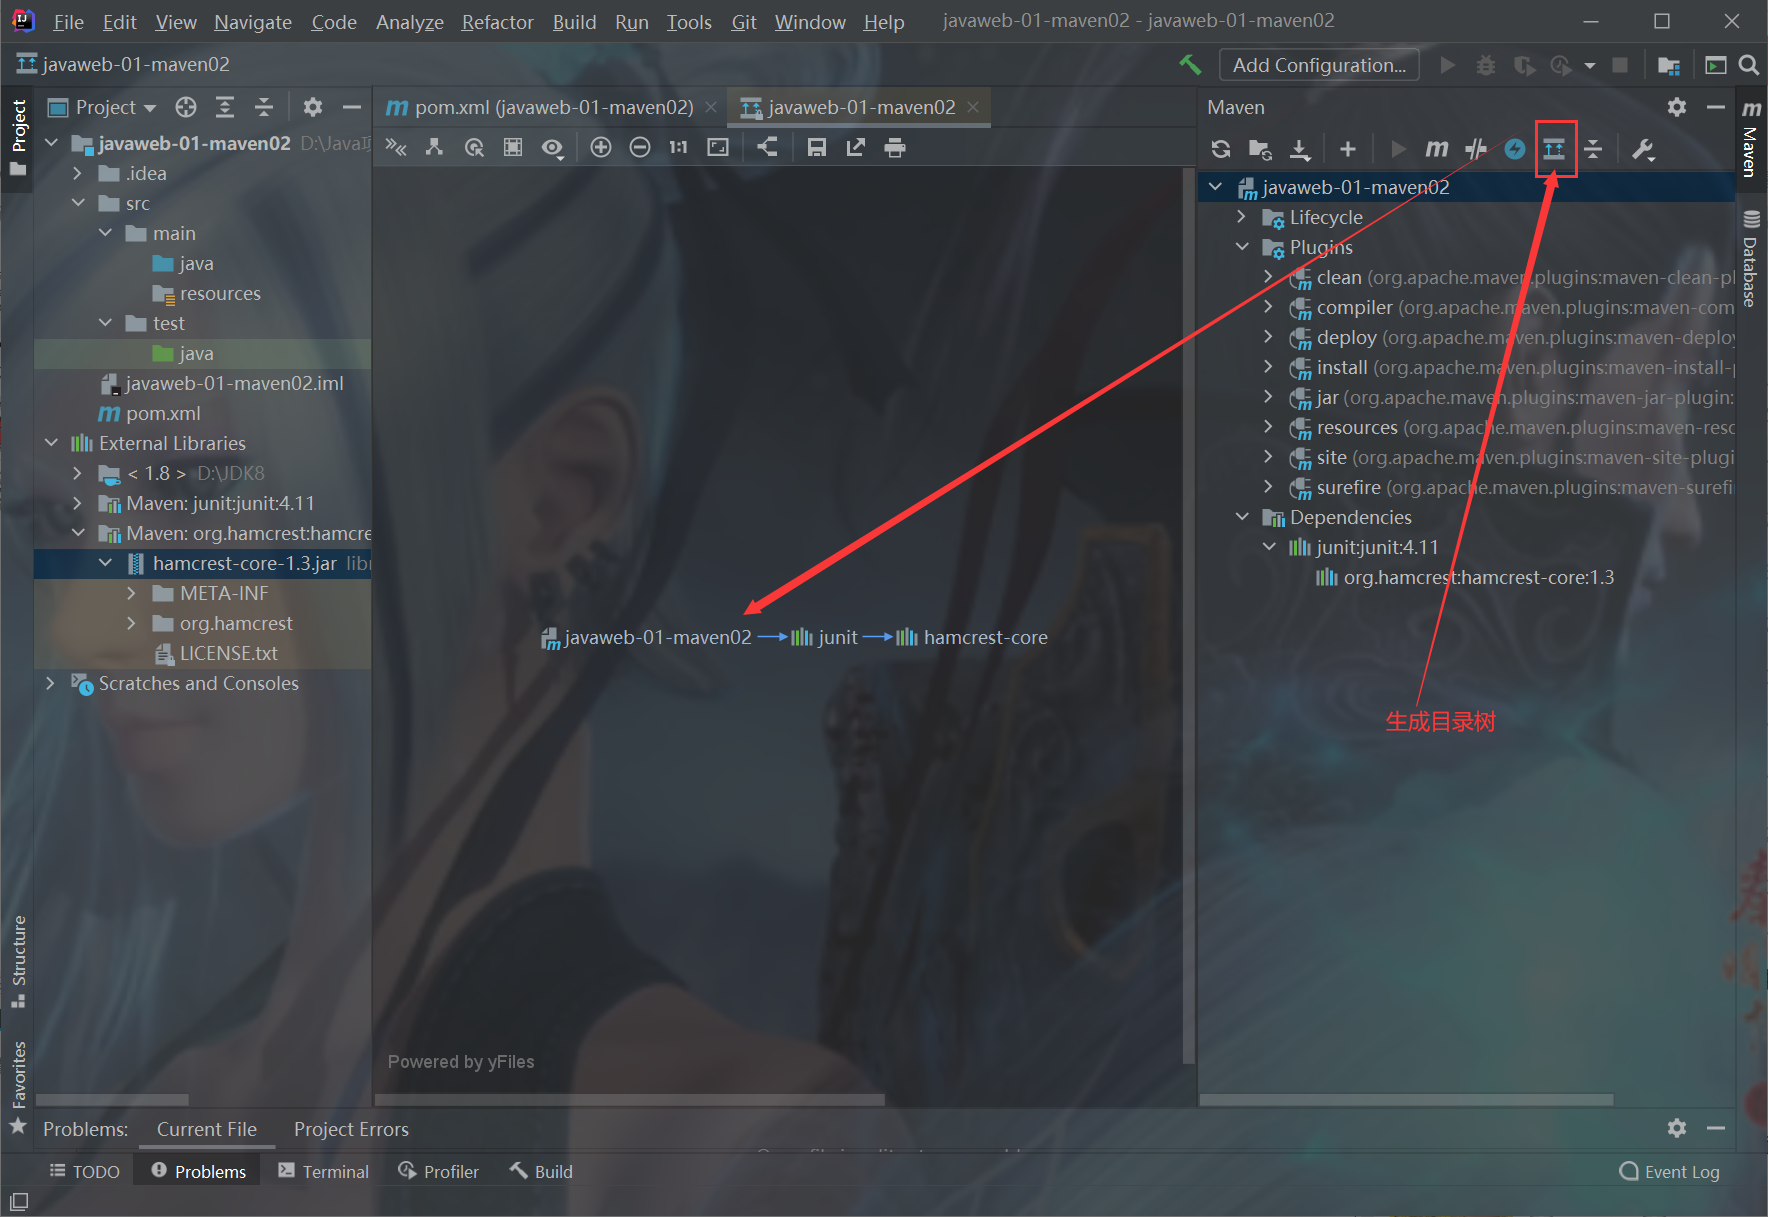 File Edit View Navigate Code Analyze Refactor Build Run Tools Git Window Help javaweb-01-maven02 - javaweb-01-maven02
javaweb-01-maven02
Add Configuration...
Project
Project
pom.xml (javaweb-01-maven02)
javaweb-01-maven02
Maven
Maven
Database
1:1
javaweb-01-maven02 D:\Java项
.idea
src
main
java
resources
test
java
javaweb-01-maven02.iml
pom.xml
External Libraries
< 1.8 > D:\JDK8
Maven: junit:junit:4.11
Maven: org.hamcrest:hamcre
hamcrest-core-1.3.jar libr
META-INF
org.hamcrest
LICENSE.txt
Scratches and Consoles
javaweb-01-maven02 junit hamcrest-core
Powered by yFiles
javaweb-01-maven02
Lifecycle
Plugins
clean (org.apache.maven.plugins:maven-clean-pl
compiler (org.apache.maven.plugins:maven-com
deploy (org.apache.maven.plugins:maven-deploy
install (org.apache.maven.plugins:maven-install-p
jar (org.apache.maven.plugins:maven-jar-plugin:
resources (org.apache.maven.plugins:maven-resc
site (org.apache.maven.plugins:maven-site-plugi
surefire (org.apache.maven.plugins:maven-surefi
Dependencies
junit:junit:4.11
org.hamcrest:hamcrest-core:1.3
生成目录树
Structure
Favorites
Problems: Current File Project Errors
TODO Problems Terminal Profiler Build Event Log